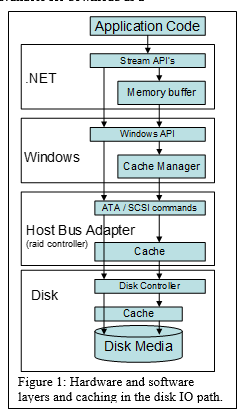 Application Code
Stream API's
.NET
Memory buffer
Windows API
Windows
Cache Manager
ATA / SCSI commands
Host Bus Adapter
(raid controller)
Cache
Disk Controller
Disk
Cache
Disk Media
Figure 1: Hardware and software
layers and caching in the disk IO path.